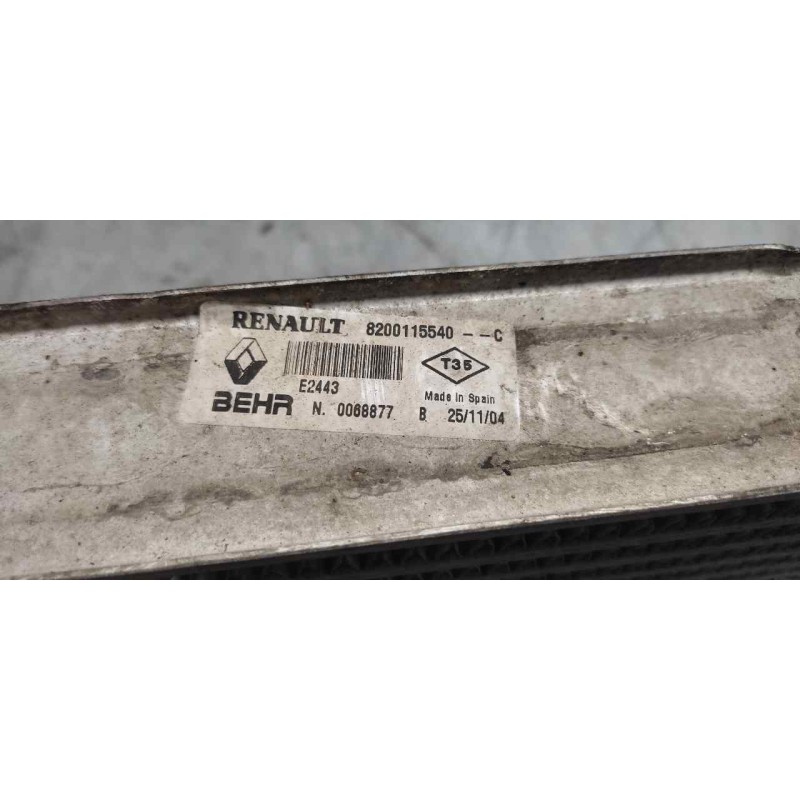 RENAULT 8200115540 -- C
T35
E2443
Made in Spain
BEHR N. 0068877 B 25/11/04